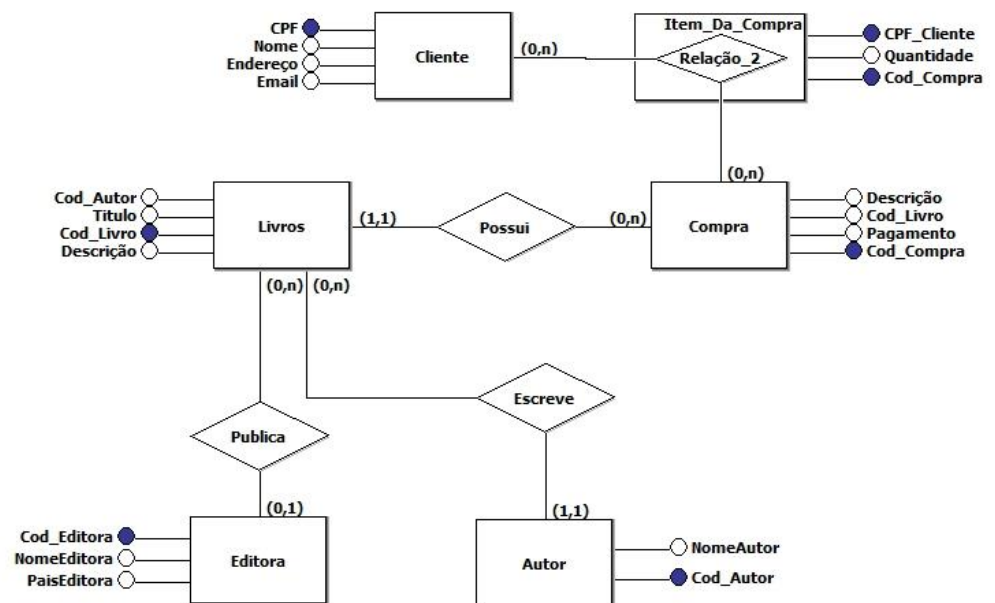 CPF
Nome
Endereço
Email
Cliente
(0,n)
Item_Da_Compra
Relação_2
CPF_Cliente
Quantidade
Cod_Compra
(0,n)
Cod_Autor
Titulo
Cod_Livro
Descrição
Livros
(1,1)
Possui
(0,n)
Compra
Descrição
Cod_Livro
Pagamento
Cod_Compra
(0,n)
(0,n)
Publica
Escreve
(0,1)
(1,1)
Cod_Editora
NomeEditora
PaisEditora
Editora
Autor
NomeAutor
Cod_Autor